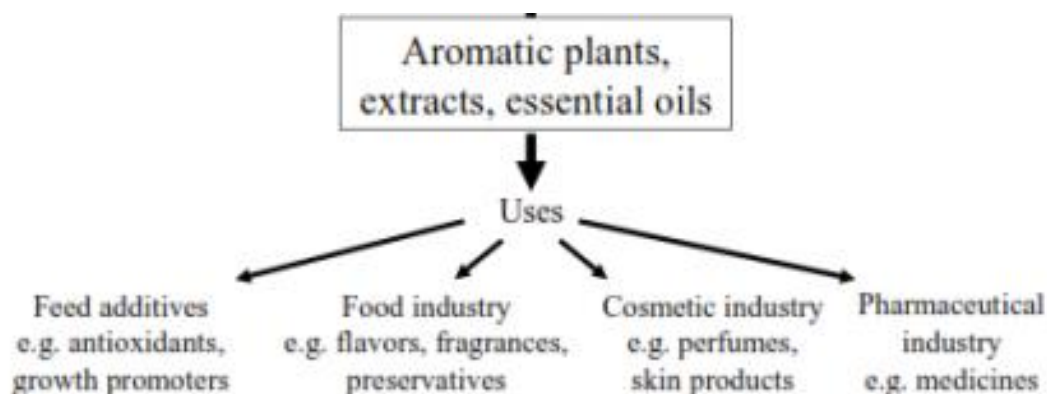 Aromatic plants,
extracts, essential oils
Uses
Feed additives
e.g. antioxidants,
growth promoters
Food industry
e.g. flavors, fragrances,
preservatives
Cosmetic industry
e.g. perfumes,
skin products
Pharmaceutical
industry
e.g. medicines